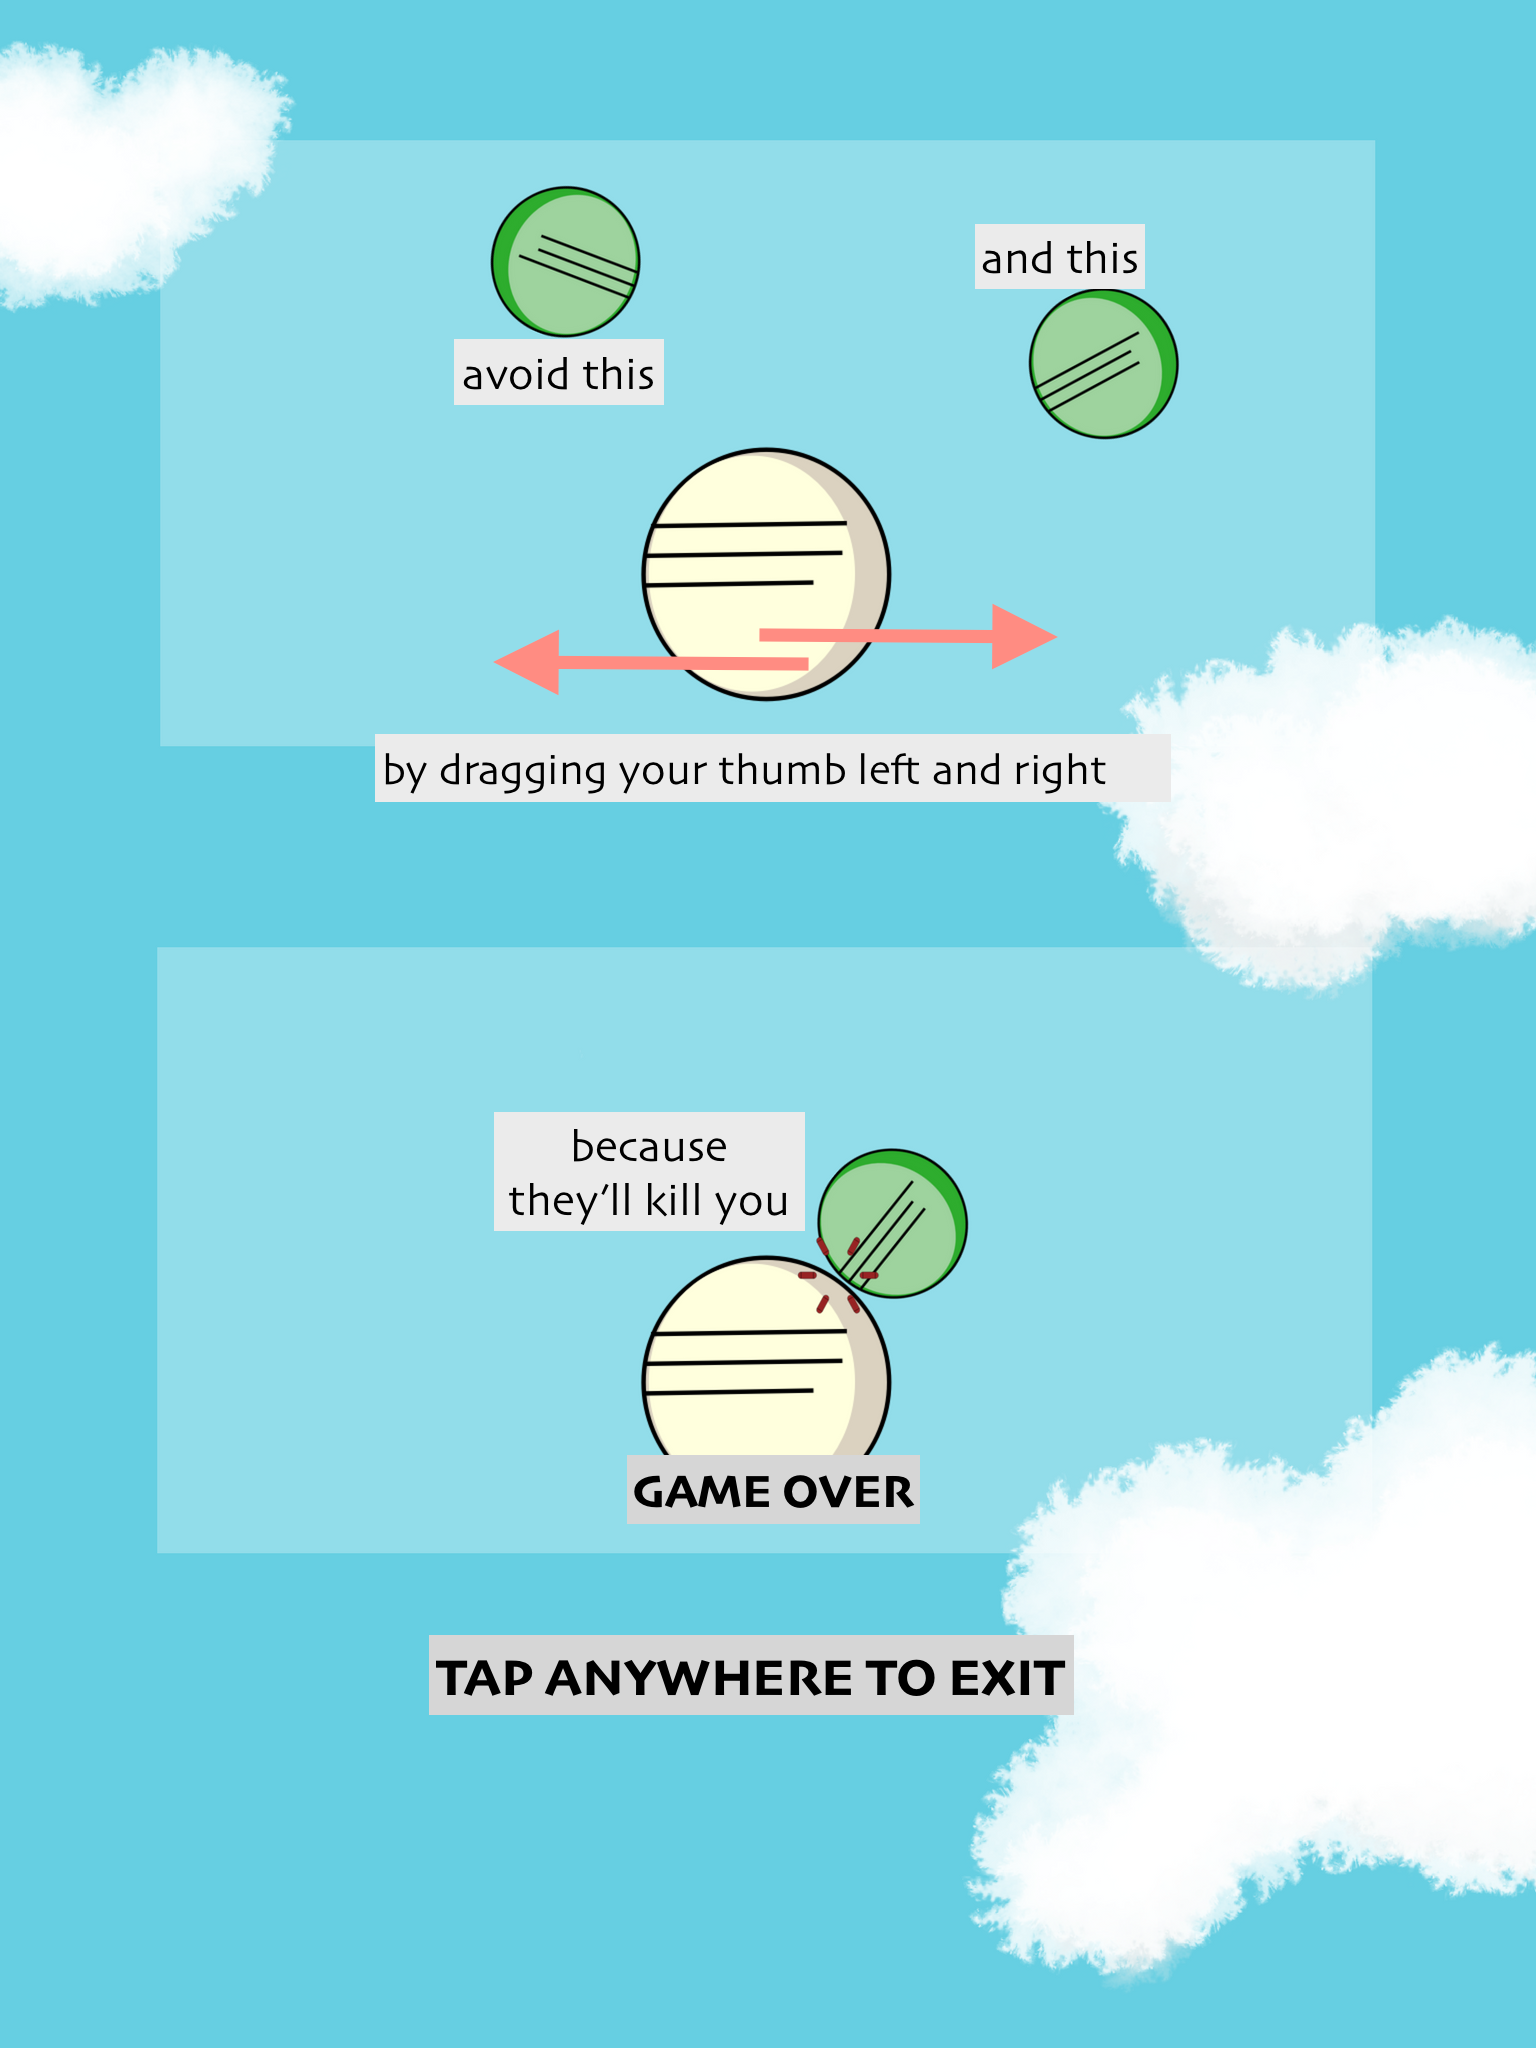 and this
avoid this
by dragging your thumb left and right
because
they'll kill you
GAME OVER
TAP ANYWHERE TO EXIT